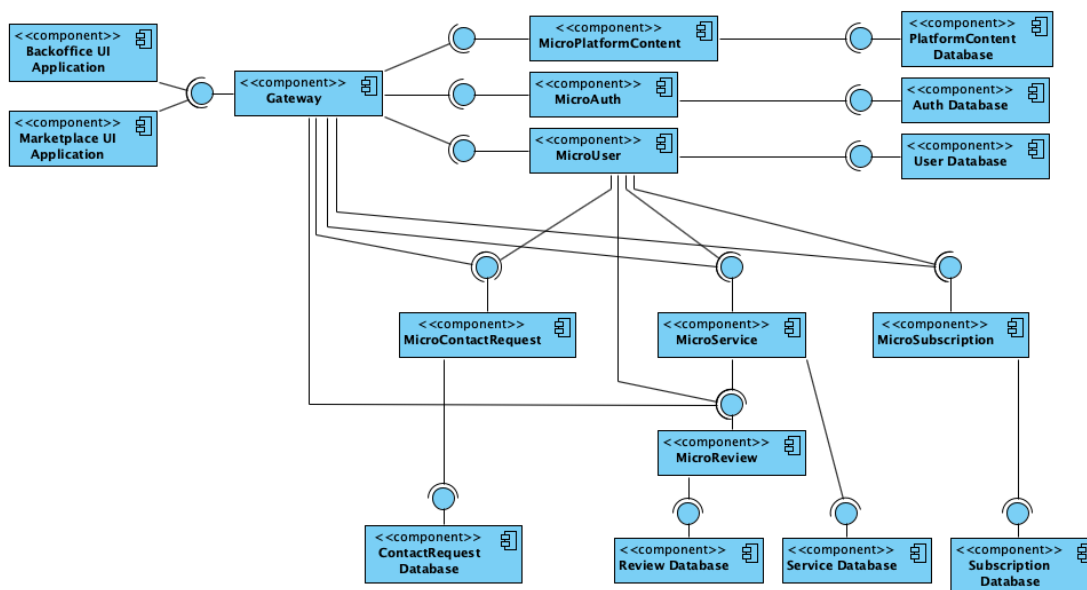 <<component>>
Backoffice UI
Application
<<component>>
MicroPlatformContent
<<component>>
PlatformContent
Database
<<component>>
Gateway
<<component>>
MicroAuth
<<component>>
Auth Database
<<component>>
Marketplace UI
Application
<<component>>
MicroUser
<<component>>
User Database
<<component>>
MicroContactRequest
<<component>>
MicroService
<<component>>
MicroSubscription
<<component>>
MicroReview
<<component>>
ContactRequest
Database
<<component>>
Review Database
<<component>>
Service Database
<<component>>
Subscription
Database